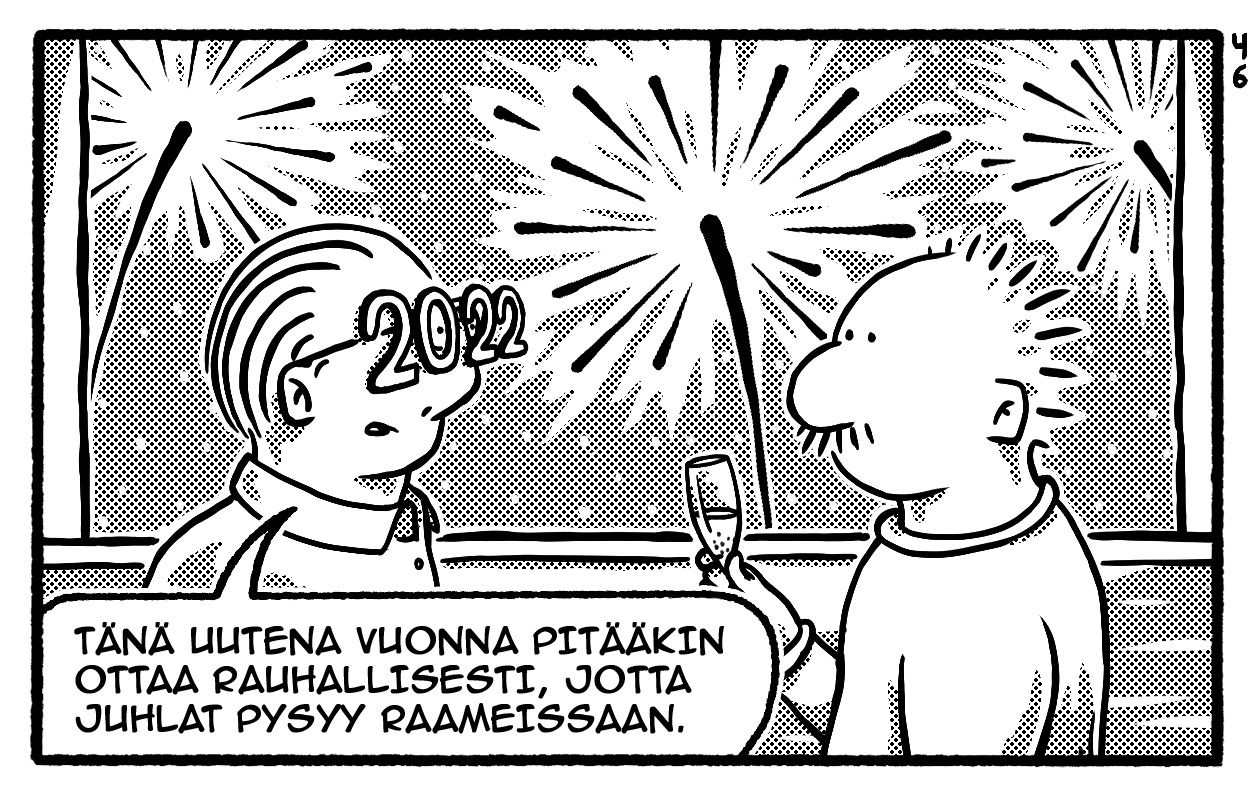 4
6
2022
TÄNÄ UUTENA VUONNA PITÄÄKIN
OTTAA RAUHALLISESTI, JOTTA
JUHLAT PYSYY RAAMEISSAAN.